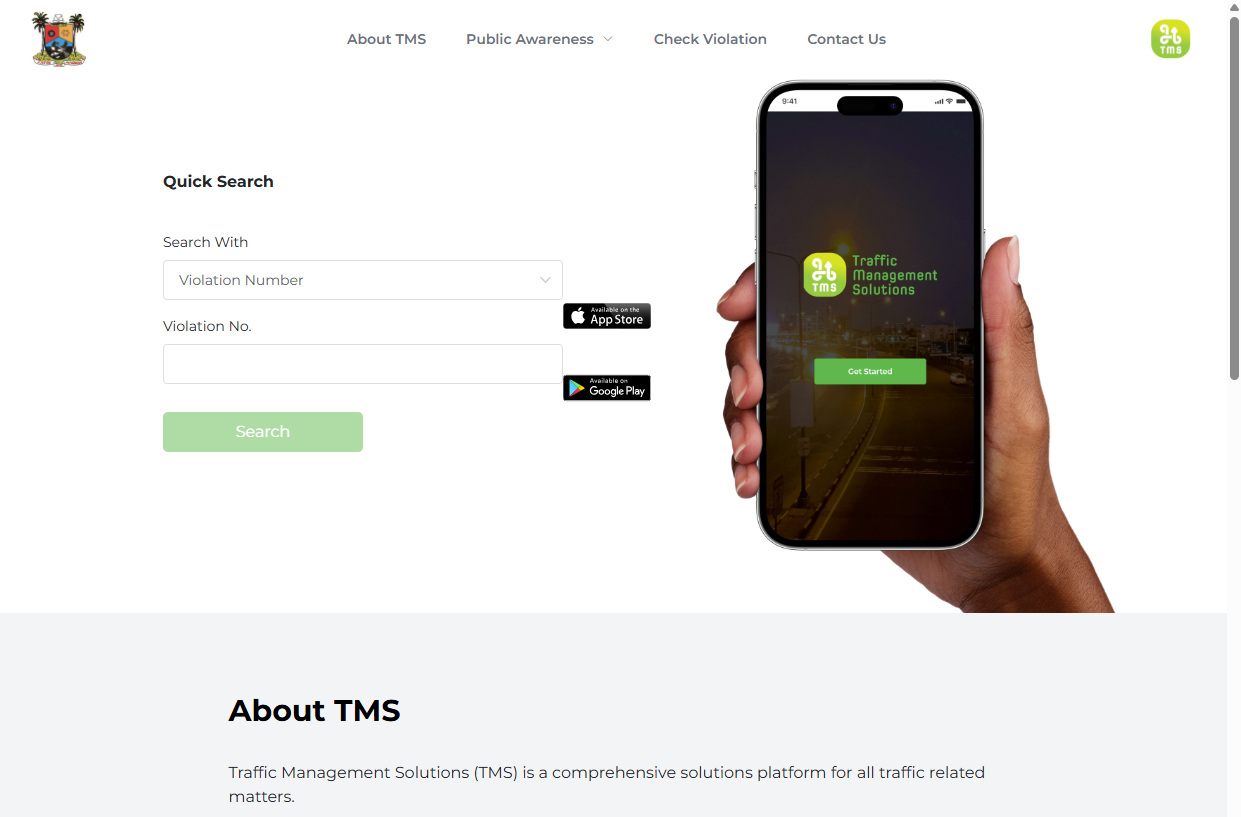 About TMS
Public Awareness
Check Violation
Contact Us
TMS
Quick Search
Search With
Violation Number
Violation No.
Search
Available on the
App Store
Available on
Google Play
9:41
TMS
Traffic
Management
Solutions
Get Started
About TMS
Traffic Management Solutions (TMS) is a comprehensive solutions platform for all traffic related
matters.